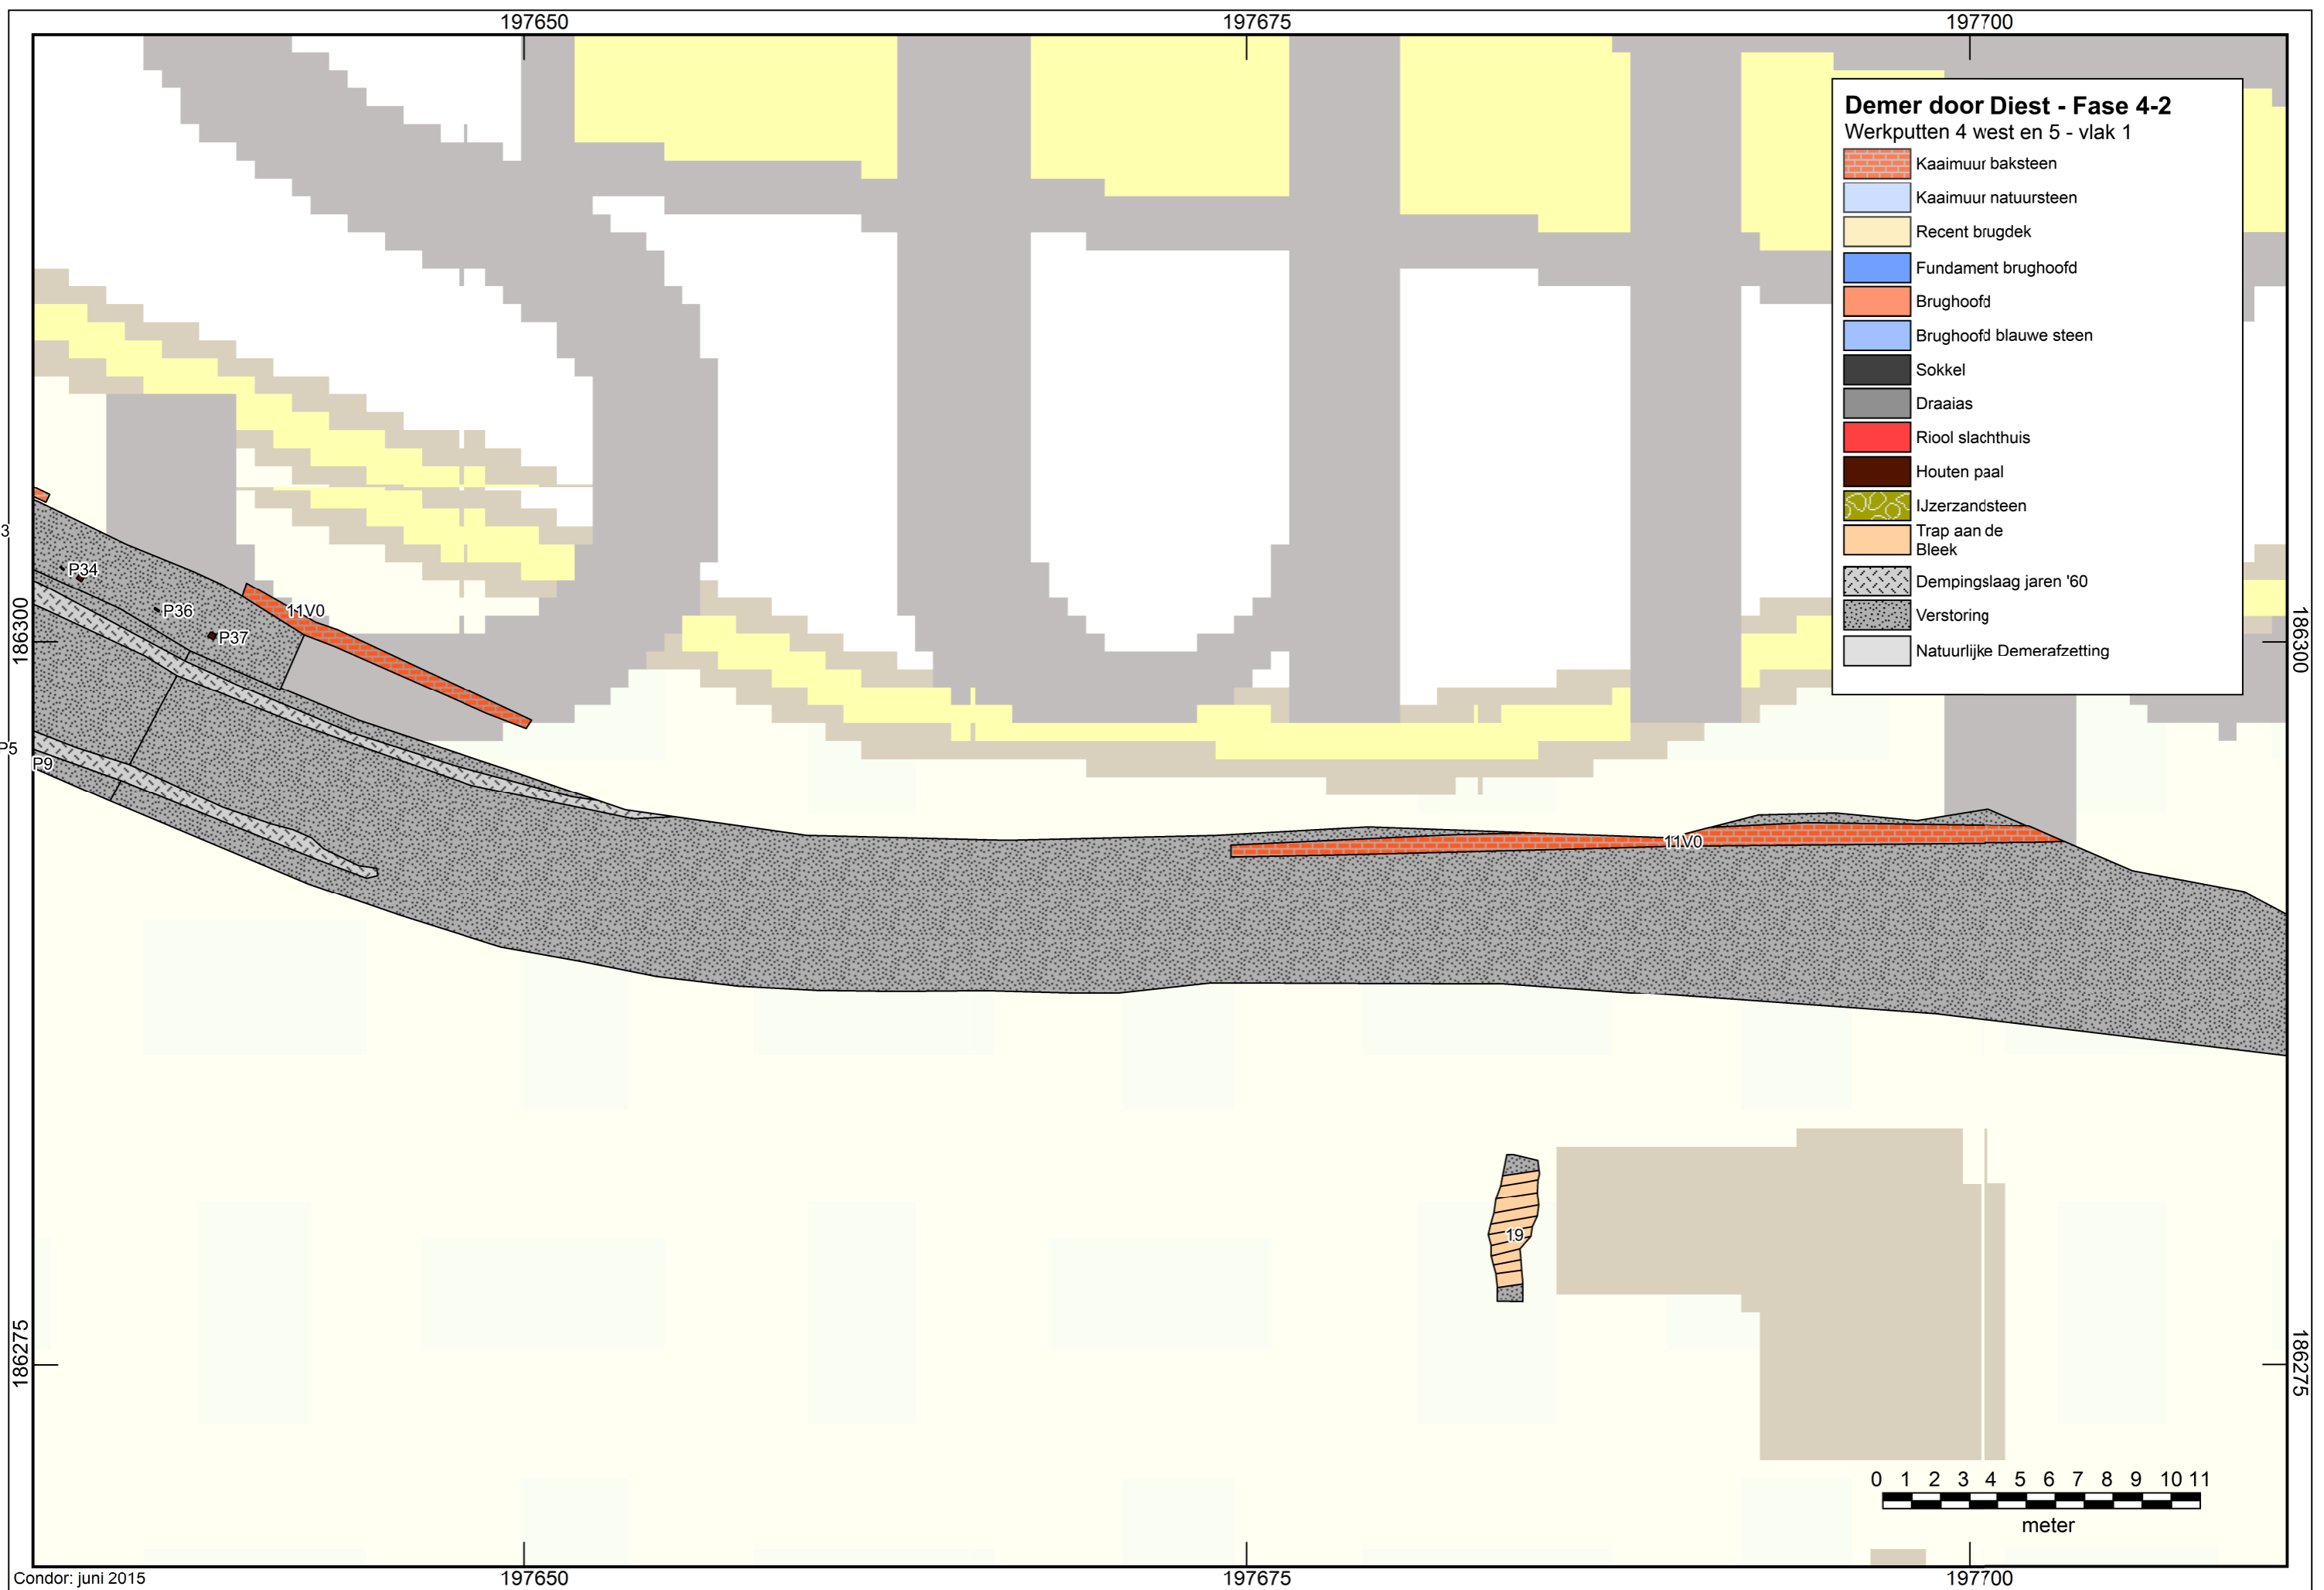 197650 197675 197700
Demer door Diest - Fase 4-2
Werkputten 4 west en 5 - vlak 1
Kaaimuur baksteen
Kaaimuur natuursteen
Recent brugdek
Fundament brughoofd
Brughoofd
Brughoofd blauwe steen
Sokkel
Draaias
Riool slachthuis
Houten paal
IJzerzandsteen
Trap aan de
Bleek
Dempingslaag jaren '60
Verstoring
Natuurlijke Demerafzetting
3
P34
P36
11V0
P37
186300
186300
P5
P9
11V0
19
186275
186275
0 1 2 3 4 5 6 7 8 9 10 11
meter
Condor: juni 2015
197650 197675 197700